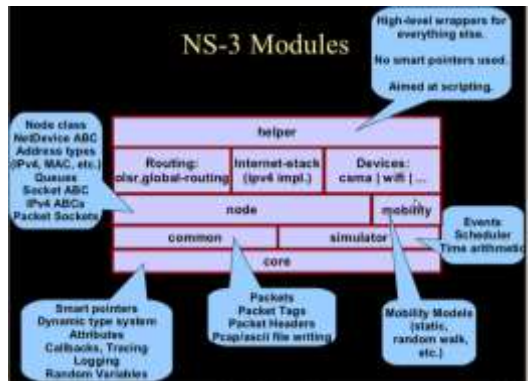 NS-3 Modules
High-level wrappers for
everything else.
No smart pointers used.
Aimed at scripting.
Node class
NetDevice ABC
Address types
(IPv4, MAC, etc.)
Queues
Socket ABC
IPv4 ABCs
Packet Sockets
helper
Routing:
olsr,global-routing
Internet-stack
(ipv4 impl.)
Devices:
csma | wifi | ...
node
mobility
common
simulator
core
Events
Scheduler
Time arithmetic
Smart pointers
Dynamic type system
Attributes
Callbacks, Tracing
Logging
Random Variables
Packets
Packet Tags
Packet Headers
Pcap/ascii file writing
Mobility Models
(static,
random walk,
etc.)